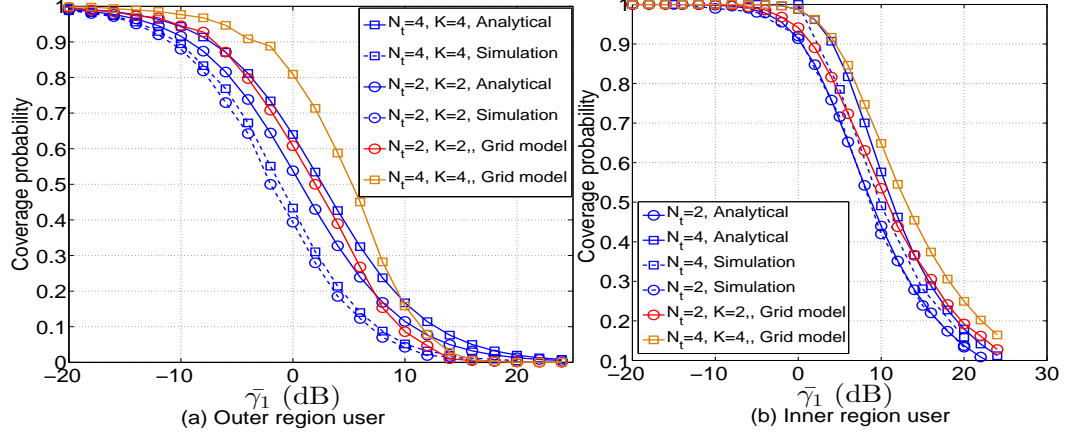 1
0.9
0.8
0.7
0.6
0.5
0.4
0.3
0.2
0.1
0
−20
−10
0
10
20
Coverage probability
N_t=4, K=4, Analytical
N_t=4, K=4, Simulation
N_t=2, K=2, Analytical
N_t=2, K=2, Simulation
N_t=2, K=2,, Grid model
N_t=4, K=4,, Grid model
γ̄_1 (dB)
(a) Outer region user
1
0.9
0.8
0.7
0.6
0.5
0.4
0.3
0.2
0.1
−20
−10
0
10
20
30
Coverage probability
N_t=2, Analytical
N_t=4, Analytical
N_t=4, Simulation
N_t=2, Simulation
N_t=2, K=2,, Grid model
N_t=4, K=4,, Grid model
γ̄_1 (dB)
(b) Inner region user